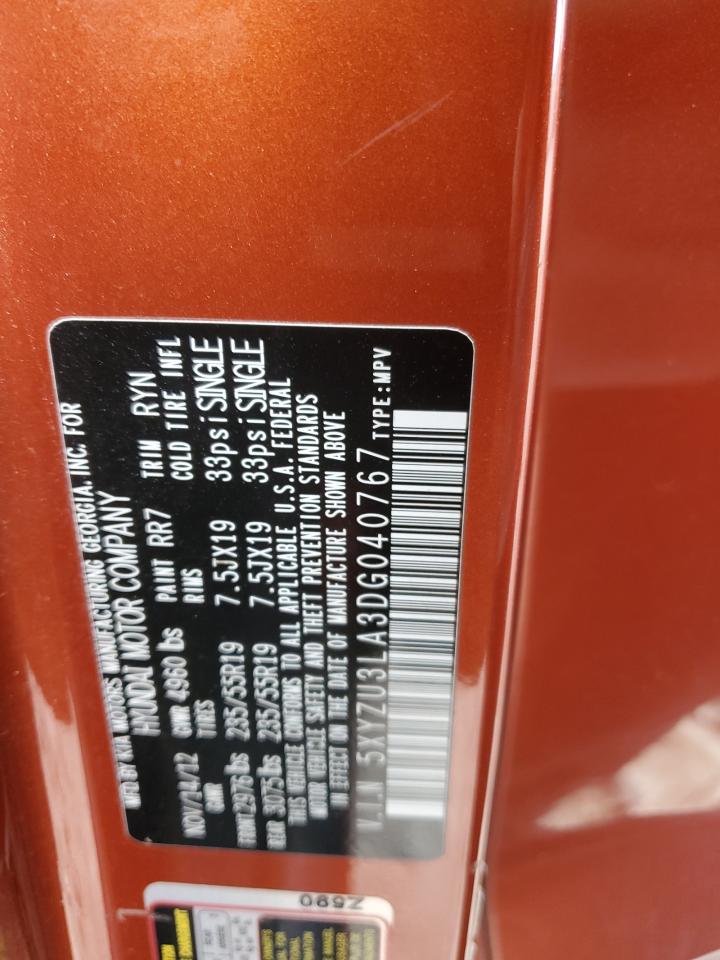 MFD BY KIA MOTORS MANUFACTURING GEORGIA, INC. FOR
HYUNDAI MOTOR COMPANY
NOV/14/12 GVWR 4960 lbs PAINT RR7 TRIM RYN
GAWR TIRES RIMS COLD TIRE INFL
FRONT 2976 lbs 235/55R19 7.5JX19 33psi SINGLE
REAR 3075 lbs 235/55R19 7.5JX19 33psi SINGLE
THIS VEHICLE CONFORMS TO ALL APPLICABLE U.S.A. FEDERAL
MOTOR VEHICLE SAFETY AND THEFT PREVENTION STANDARDS
IN EFFECT ON THE DATE OF MANUFACTURE SHOWN ABOVE
V.I.N 5XYZU3LA3DG040767 TYPE:MPV
Z590